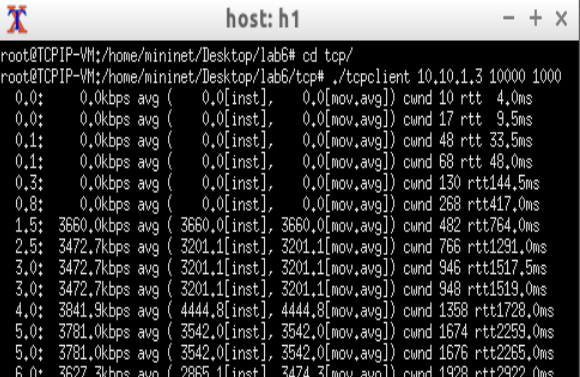 host: h1
root@TCPIP-VM:/home/mininet/Desktop/lab6# cd tcp/
root@TCPIP-VM:/home/mininet/Desktop/lab6/tcp# ./tcpclient 10.10.1.3 10000 1000
0.0: 0.0kbps avg ( 0.0[inst], 0.0[mov.avg]) cwnd 10 rtt 4.0ms
0.0: 0.0kbps avg ( 0.0[inst], 0.0[mov.avg]) cwnd 17 rtt 9.5ms
0.1: 0.0kbps avg ( 0.0[inst], 0.0[mov.avg]) cwnd 48 rtt 33.5ms
0.1: 0.0kbps avg ( 0.0[inst], 0.0[mov.avg]) cwnd 68 rtt 48.0ms
0.3: 0.0kbps avg ( 0.0[inst], 0.0[mov.avg]) cwnd 130 rtt144.5ms
0.8: 0.0kbps avg ( 0.0[inst], 0.0[mov.avg]) cwnd 268 rtt417.0ms
1.5: 3660.0kbps avg ( 3660.0[inst], 3660.0[mov.avg]) cwnd 482 rtt764.0ms
2.5: 3472.7kbps avg ( 3201.1[inst], 3201.1[mov.avg]) cwnd 766 rtt1291.0ms
3.0: 3472.7kbps avg ( 3201.1[inst], 3201.1[mov.avg]) cwnd 946 rtt1517.5ms
3.0: 3472.7kbps avg ( 3201.1[inst], 3201.1[mov.avg]) cwnd 948 rtt1519.0ms
4.0: 3841.9kbps avg ( 4444.8[inst], 4444.8[mov.avg]) cwnd 1358 rtt1728.0ms
5.0: 3781.0kbps avg ( 3542.0[inst], 3542.0[mov.avg]) cwnd 1674 rtt2259.0ms
5.0: 3781.0kbps avg ( 3542.0[inst], 3542.0[mov.avg]) cwnd 1676 rtt2265.0ms
6.0: 3627.3kbps avg ( 2865.1[inst], 3474.3[mov.avg]) cwnd 1928 rtt2922.0ms